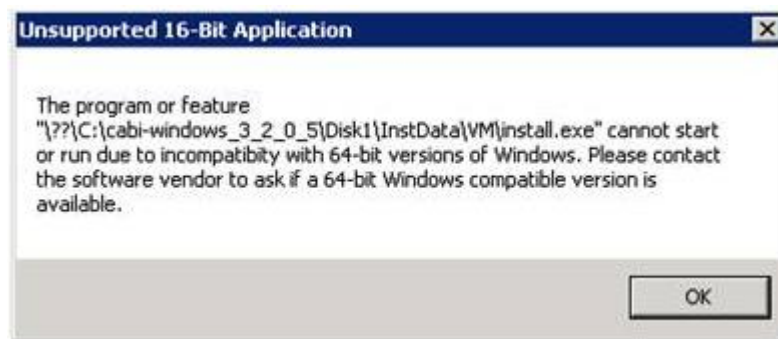 Unsupported 16-Bit Application
The program or feature
"\??\C:\cabi-windows_3_2_0_5\Disk1\InstData\VM\install.exe" cannot start
or run due to incompatibity with 64-bit versions of Windows. Please contact
the software vendor to ask if a 64-bit Windows compatible version is
available.
OK